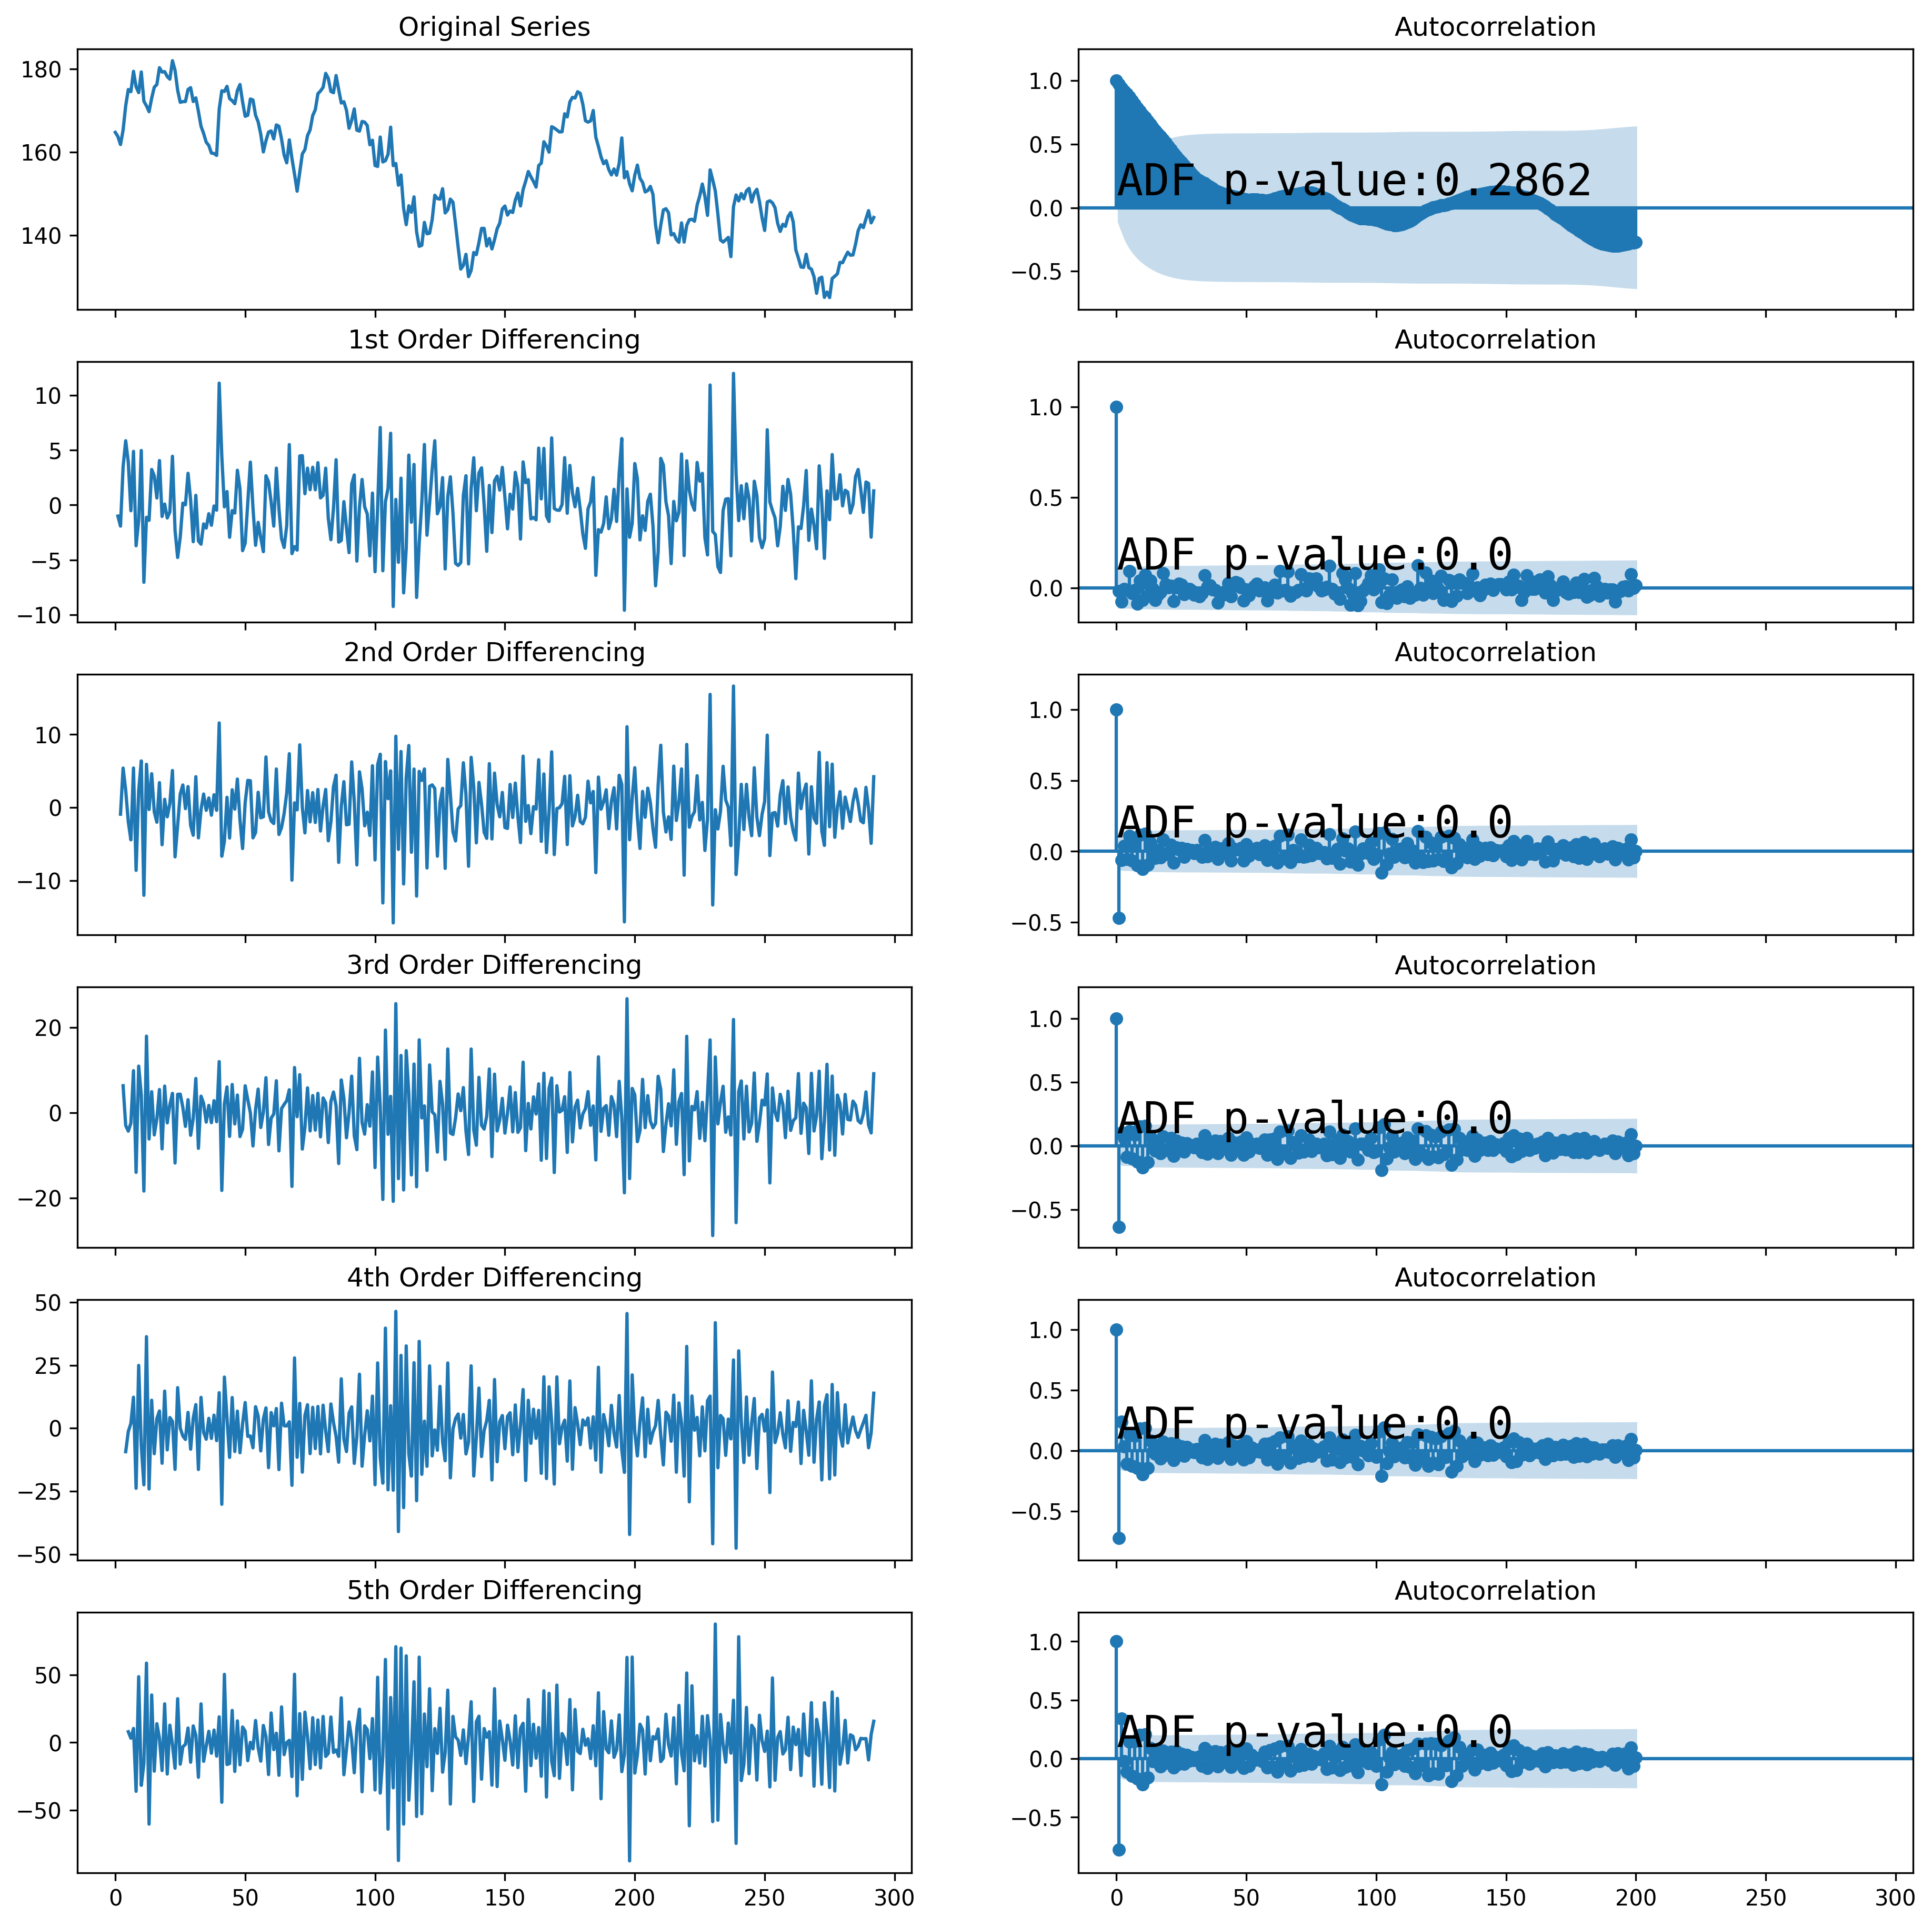 Original Series
Autocorrelation
180
160
140
1.0
0.5
0.0
−0.5
ADF p-value:0.2862
1st Order Differencing
Autocorrelation
10
5
0
−5
−10
1.0
0.5
0.0
ADF p-value:0.0
2nd Order Differencing
Autocorrelation
10
0
−10
1.0
0.5
0.0
−0.5
ADF p-value:0.0
3rd Order Differencing
Autocorrelation
20
0
−20
1.0
0.5
0.0
−0.5
ADF p-value:0.0
4th Order Differencing
Autocorrelation
50
25
0
−25
−50
1.0
0.5
0.0
−0.5
ADF p-value:0.0
5th Order Differencing
Autocorrelation
50
0
−50
1.0
0.5
0.0
−0.5
ADF p-value:0.0
0 50 100 150 200 250 300
0 50 100 150 200 250 300